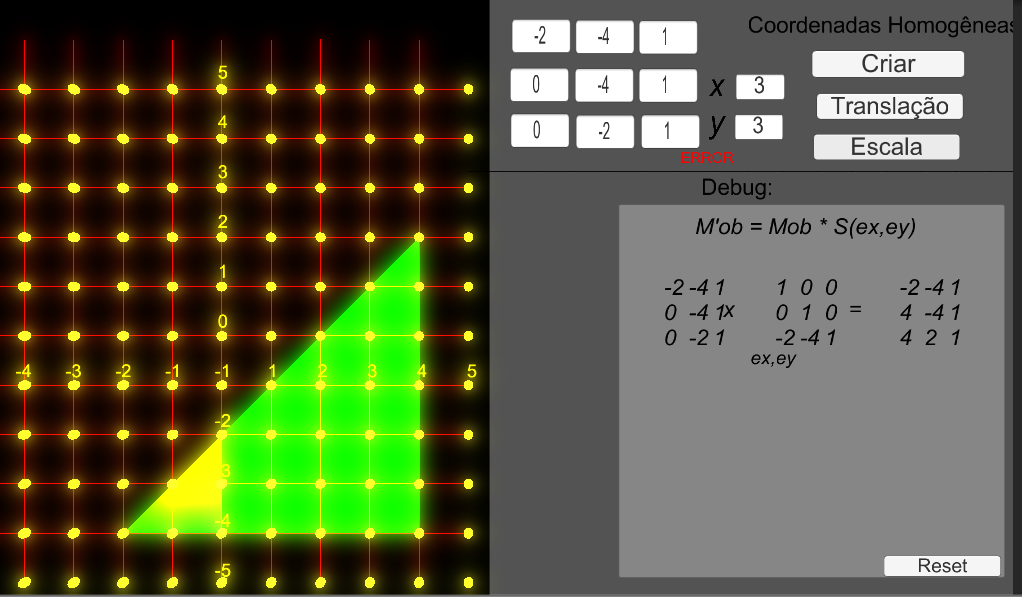 5
4
3
2
1
0
-4 -3 -2 -1 -1 1 2 3 4 5
-2
3
-4
-5
-2 -4 1
0 -4 1 x 3
0 -2 1 y 3
ERROR
Coordenadas Homogêneas
Criar
Translação
Escala
Debug:
M'ob = Mob * S(ex,ey)
-2 -4 1 1 0 0 -2 -4 1
0 -4 1 x 0 1 0 = 4 -4 1
0 -2 1 -2 -4 1 4 2 1
ex,ey
Reset